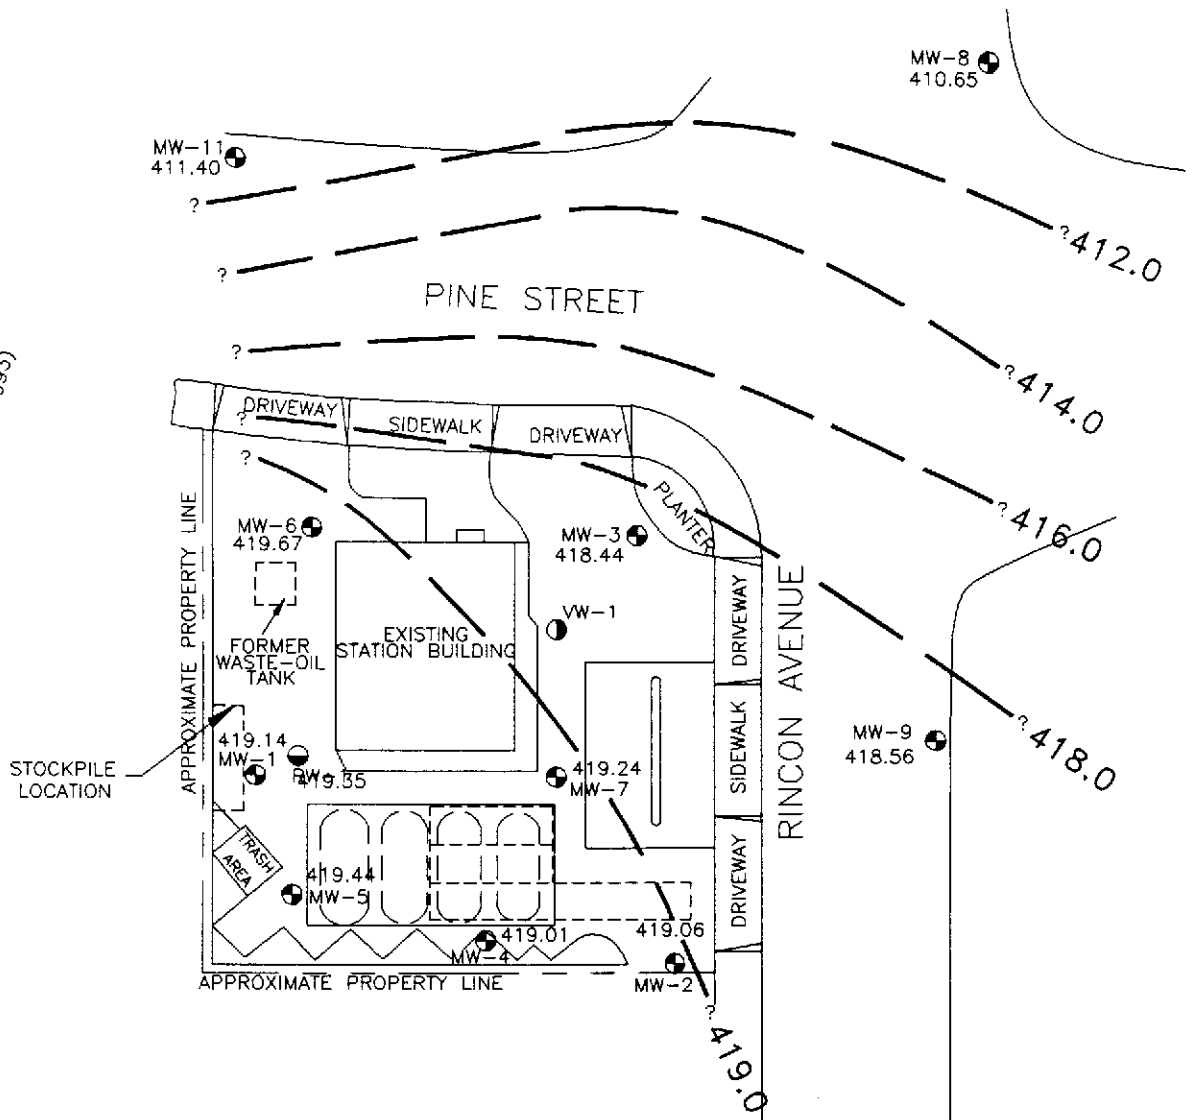 MW-8
410.65
MW-11
411.40
?
?
412.0
?
PINE STREET
?
?
414.0
DRIVEWAY
SIDEWALK
DRIVEWAY
?
?
PLANTER
?
416.0
APPROXIMATE PROPERTY LINE
MW-6
419.67
MW-3
418.44
FORMER
WASTE-OIL
TANK
EXISTING
STATION BUILDING
VW-1
DRIVEWAY
RINCON AVENUE
STOCKPILE
LOCATION
419.14
MW-1
419.35
419.24
MW-7
SIDEWALK
MW-9
418.56
?
418.0
TRASH
AREA
419.44
MW-5
DRIVEWAY
419.01
MW-4
419.06
MW-2
APPROXIMATE PROPERTY LINE
?
419.0